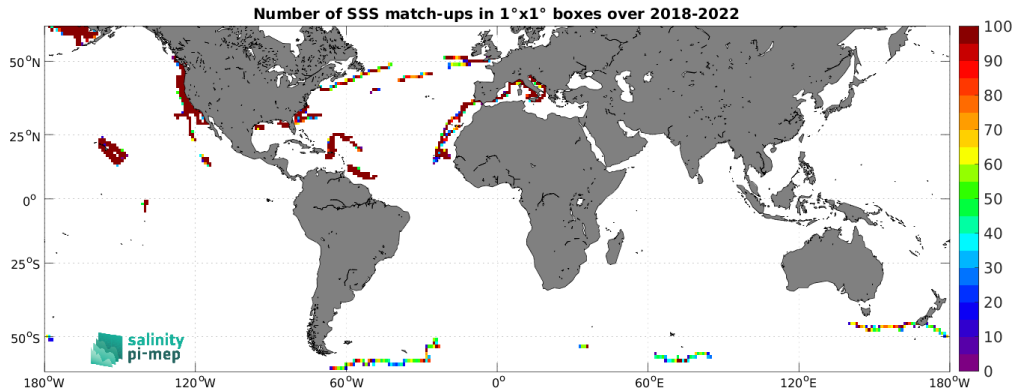 Number of SSS match-ups in 1°x1° boxes over 2018-2022
50°N
25°N
0°
25°S
50°S
180°W
120°W
60°W
0°
60°E
120°E
180°W
100
90
80
70
60
50
40
30
20
10
0
salinity
pi-mep